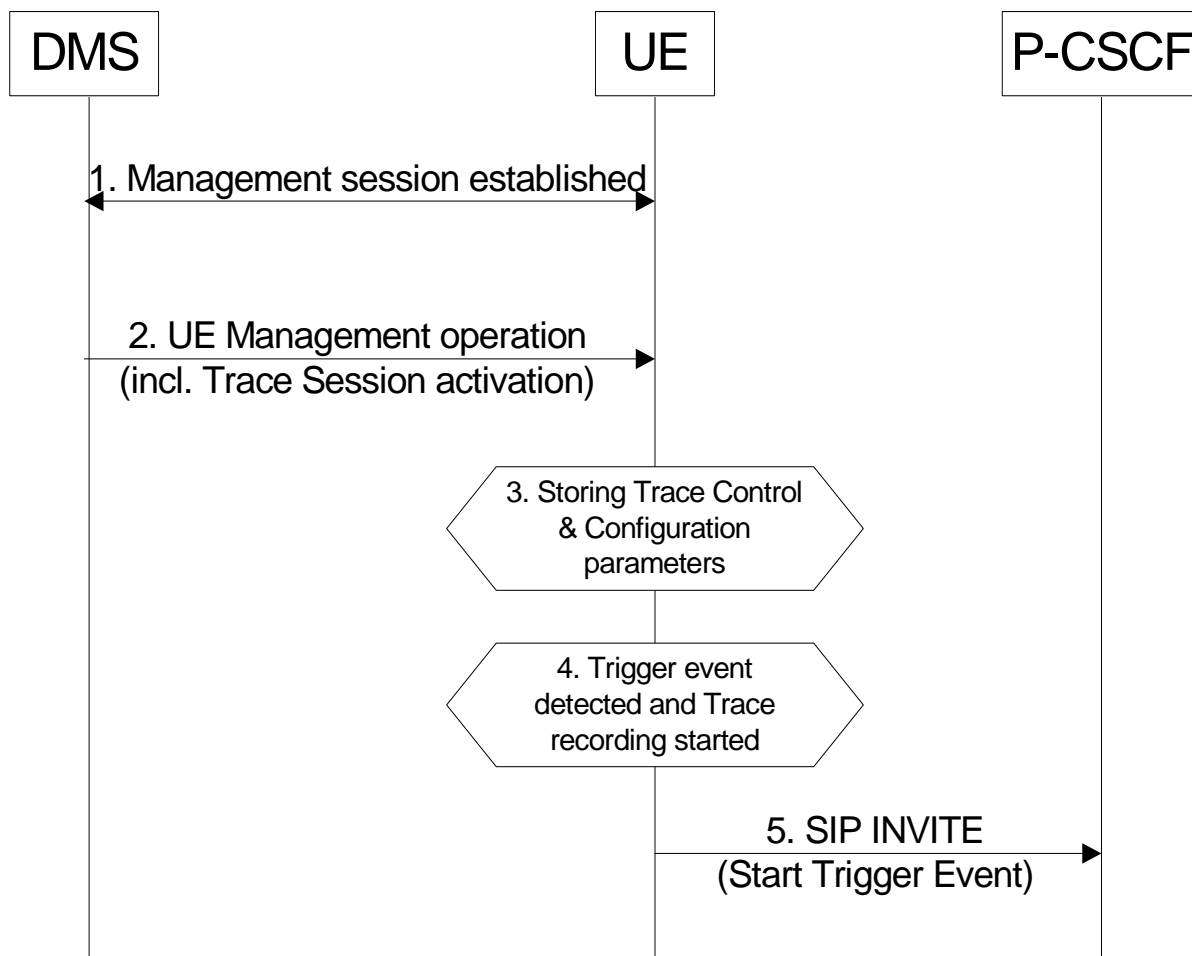 DMS
UE
P-CSCF
1. Management session established
2. UE Management operation
(incl. Trace Session activation)
3. Storing Trace Control
& Configuration
parameters
4. Trigger event
detected and Trace
recording started
5. SIP INVITE
(Start Trigger Event)